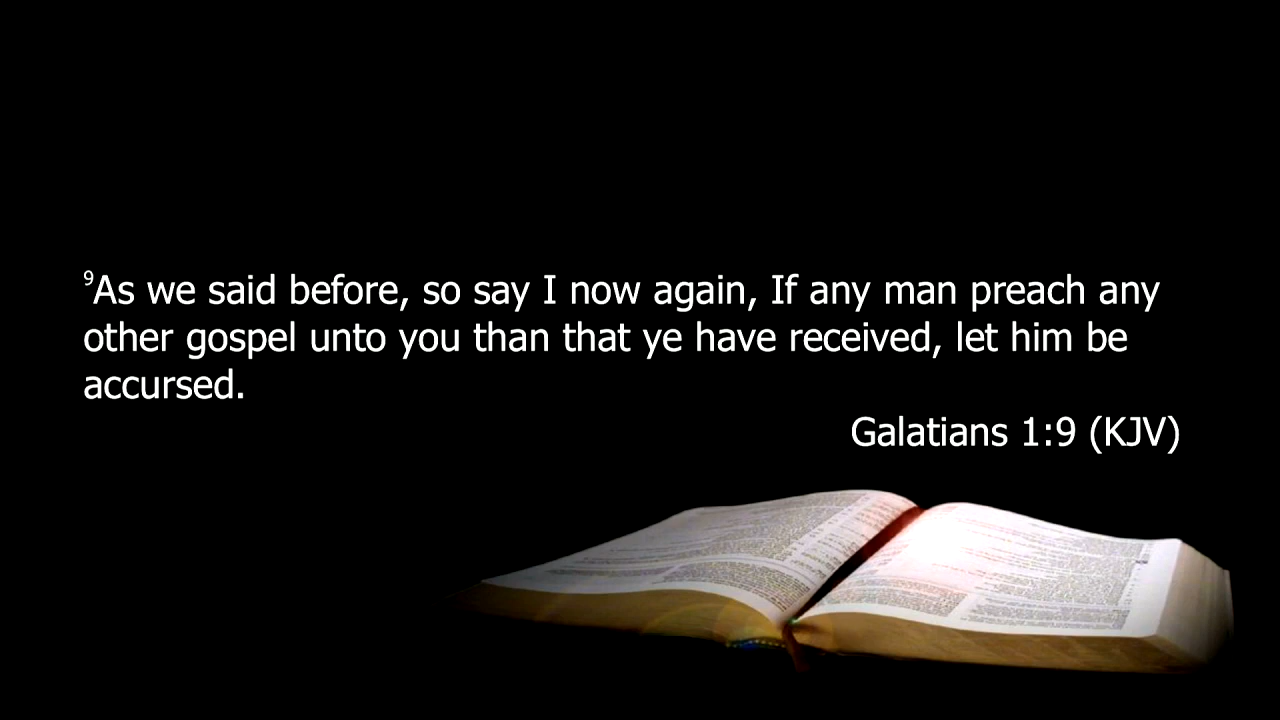 ⁹As we said before, so say I now again, If any man preach any
other gospel unto you than that ye have received, let him be
accursed.
Galatians 1:9 (KJV)